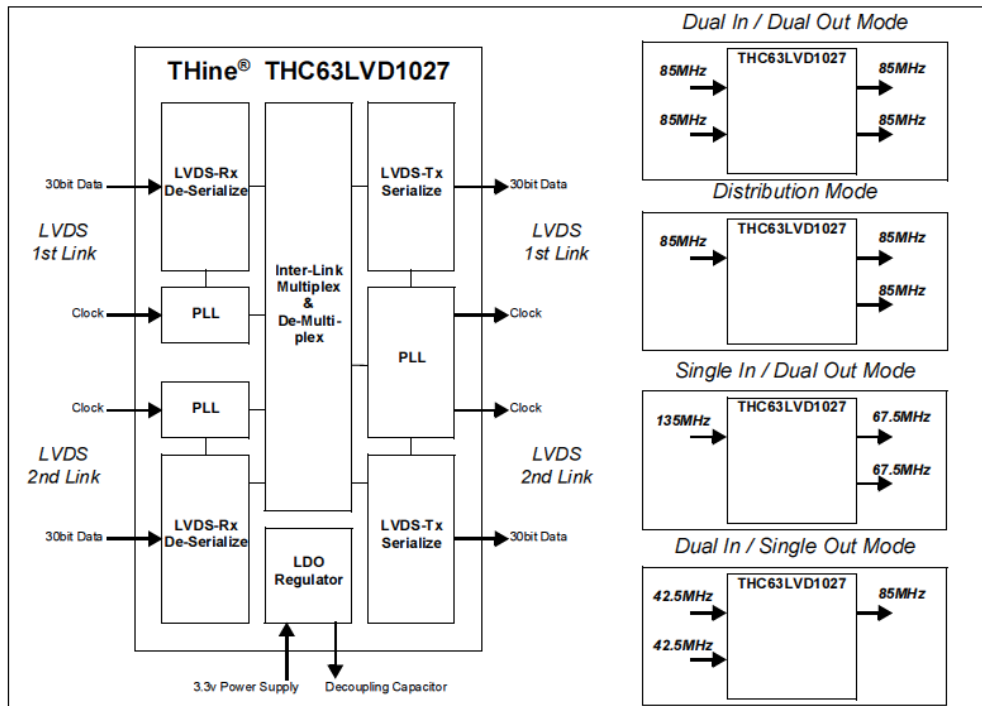 THine® THC63LVD1027
LVDS-Rx
De-Serialize
LVDS-Tx
Serialize
30bit Data
30bit Data
LVDS
1st Link
LVDS
1st Link
Inter-Link
Multiplex
&
De-Multi-
plex
Clock
PLL
PLL
Clock
Clock
PLL
Clock
LVDS
2nd Link
LVDS
2nd Link
30bit Data
LVDS-Rx
De-Serialize
LVDS-Tx
Serialize
30bit Data
LDO
Regulator
3.3v Power Supply
Decoupling Capacitor
Dual In / Dual Out Mode
THC63LVD1027
85MHz
85MHz
85MHz
85MHz
Distribution Mode
THC63LVD1027
85MHz
85MHz
85MHz
Single In / Dual Out Mode
THC63LVD1027
135MHz
67.5MHz
67.5MHz
Dual In / Single Out Mode
THC63LVD1027
42.5MHz
85MHz
42.5MHz